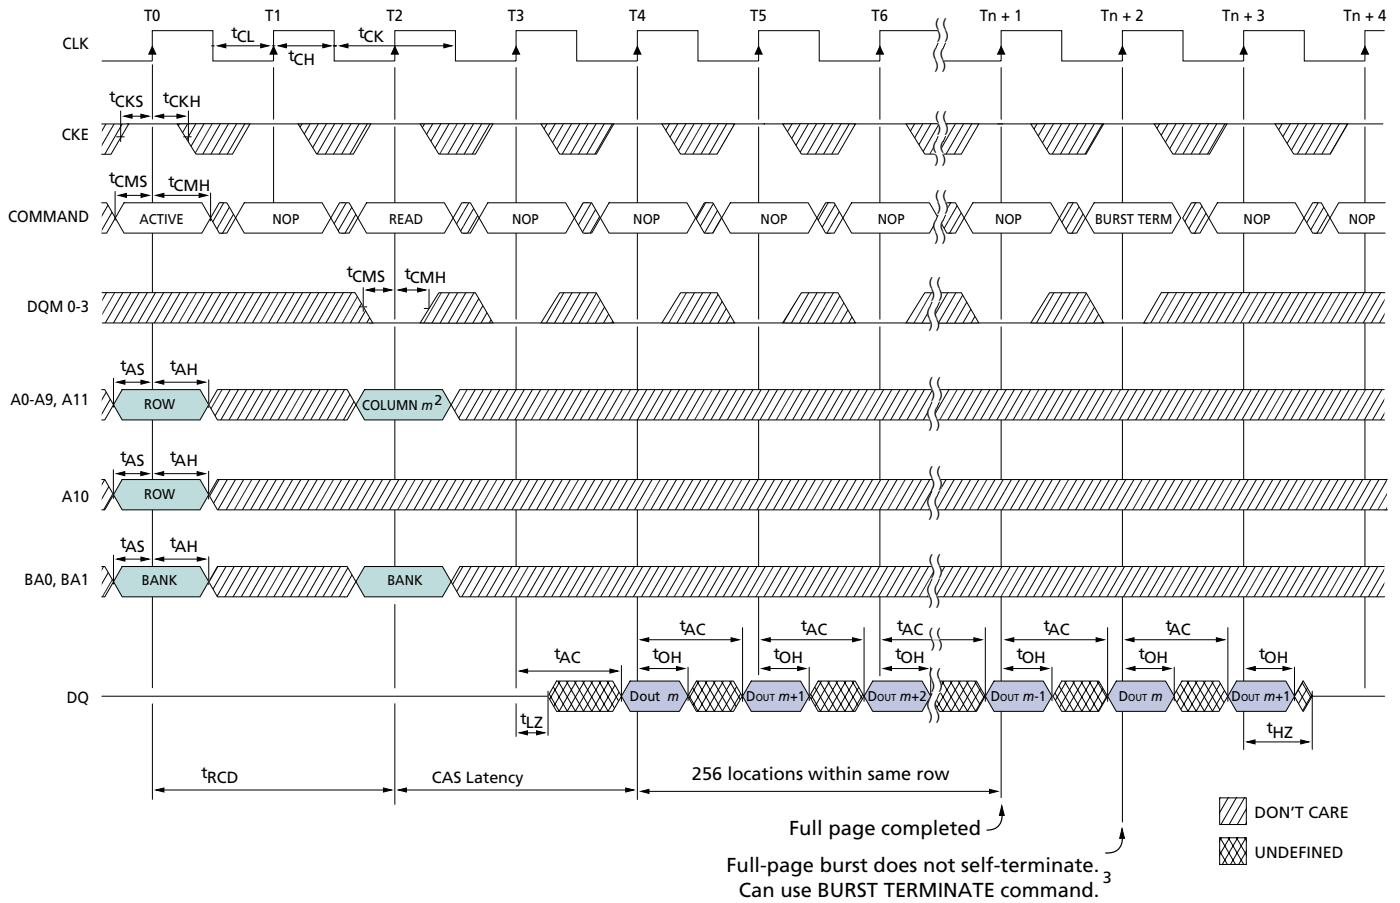 T0 T1 T2 T3 T4 T5 T6 Tn + 1 Tn + 2 Tn + 3 Tn + 4
CLK
tCL tCK
tCH
tCKS tCKH
CKE
tCMS tCMH
COMMAND ACTIVE NOP READ NOP NOP NOP NOP NOP BURST TERM NOP NOP
tCMS tCMH
DQM 0-3
tAS tAH
A0-A9, A11 ROW COLUMN m2
tAS tAH
A10 ROW
tAS tAH
BA0, BA1 BANK BANK
tAC tAC tAC tAC tAC
tAC tOH tOH tOH tOH tOH tOH
DQ Dout m DOUT m+1 DOUT m+2 DOUT m-1 DOUT m DOUT m+1
tLZ tHZ
tRCD CAS Latency 256 locations within same row
Full page completed
Full-page burst does not self-terminate.
Can use BURST TERMINATE command. 3
DON'T CARE
UNDEFINED